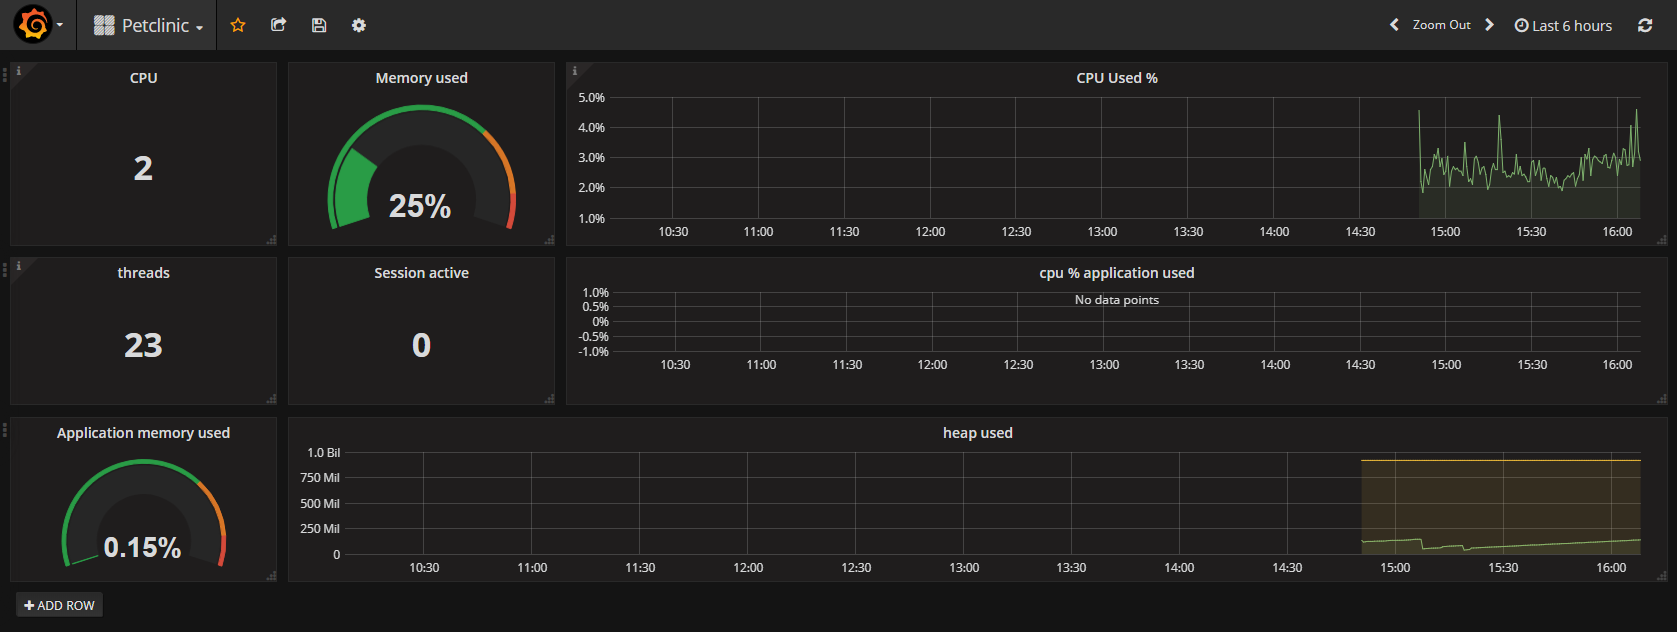 Petclinic
Zoom Out
Last 6 hours
CPU
2
Memory used
25%
CPU Used %
5.0%
4.0%
3.0%
2.0%
1.0%
10:30 11:00 11:30 12:00 12:30 13:00 13:30 14:00 14:30 15:00 15:30 16:00
threads
23
Session active
0
cpu % application used
No data points
1.0%
0.5%
0%
-0.5%
-1.0%
10:30 11:00 11:30 12:00 12:30 13:00 13:30 14:00 14:30 15:00 15:30 16:00
Application memory used
0.15%
heap used
1.0 Bil
750 Mil
500 Mil
250 Mil
0
10:30 11:00 11:30 12:00 12:30 13:00 13:30 14:00 14:30 15:00 15:30 16:00
ADD ROW